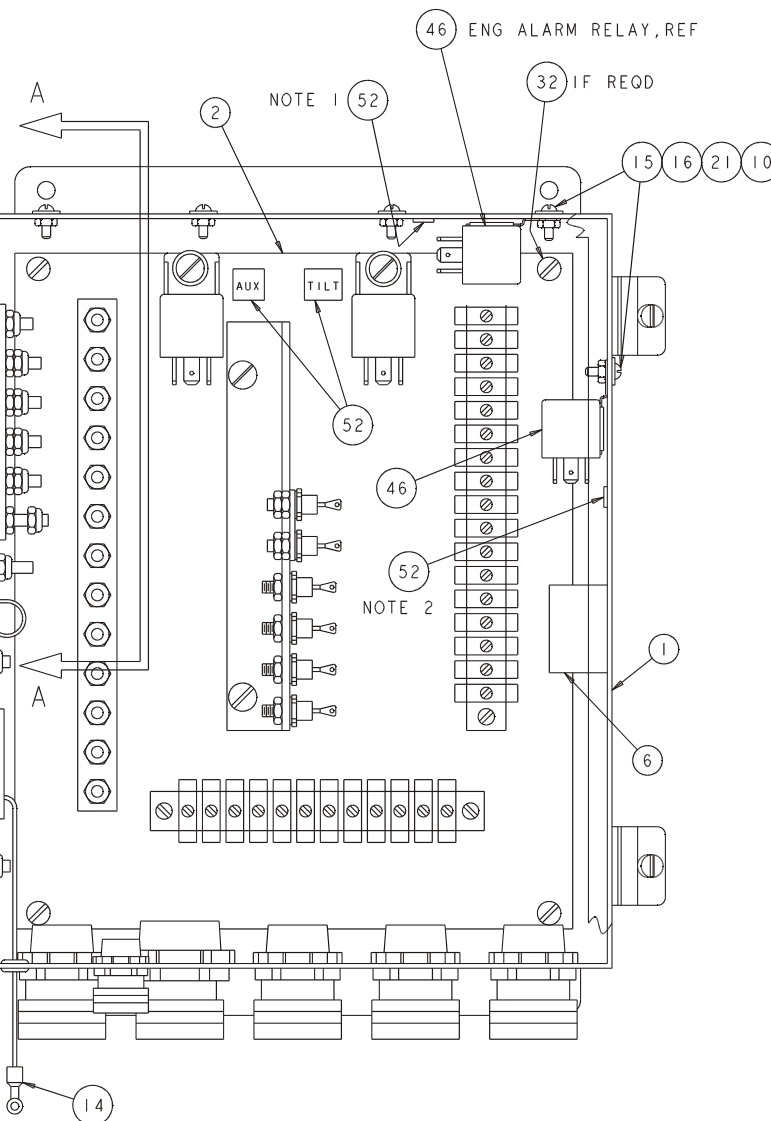 46 ENG ALARM RELAY, REF
32 IF REQD
NOTE 1 52
2
A
15 16 21 10
AUX
TILT
52
46
52
NOTE 2
1
A
6
14